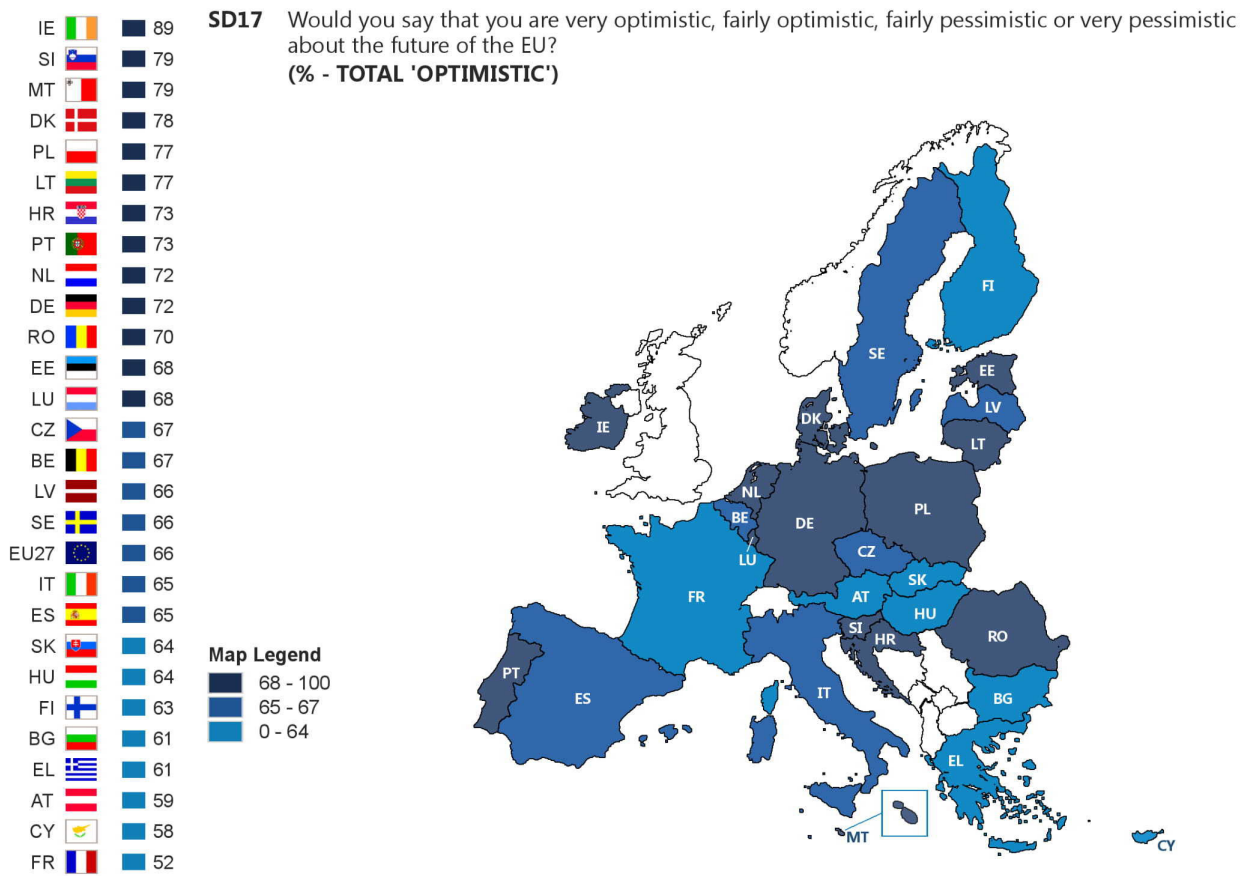 SD17 Would you say that you are very optimistic, fairly optimistic, fairly pessimistic or very pessimistic
about the future of the EU?
(% - TOTAL 'OPTIMISTIC')
IE 89
SI 79
MT 79
DK 78
PL 77
LT 77
HR 73
PT 73
NL 72
DE 72
RO 70
EE 68
LU 68
CZ 67
BE 67
LV 66
SE 66
EU27 66
IT 65
ES 65
SK 64
HU 64
FI 63
BG 61
EL 61
AT 59
CY 58
FR 52
Map Legend
68 - 100
65 - 67
0 - 64
FI
SE
EE
LV
LT
DK
IE
NL
PL
DE
BE
LU
CZ
SK
AT
HU
FR
SI
HR
RO
PT
ES
IT
BG
EL
MT
CY